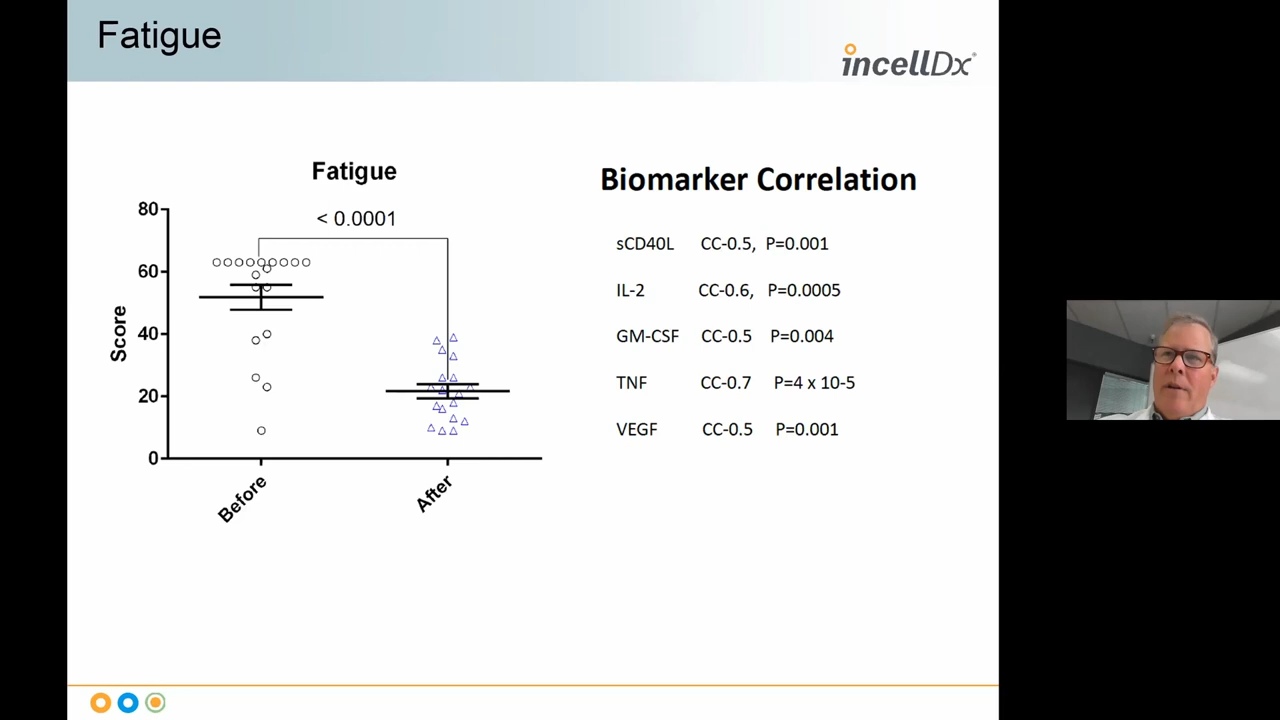 Fatigue
incellDx
Fatigue
< 0.0001
80
60
40
20
0
Score
Before
After
Biomarker Correlation
sCD40L CC-0.5, P=0.001
IL-2 CC-0.6, P=0.0005
GM-CSF CC-0.5 P=0.004
TNF CC-0.7 P=4 x 10-5
VEGF CC-0.5 P=0.001